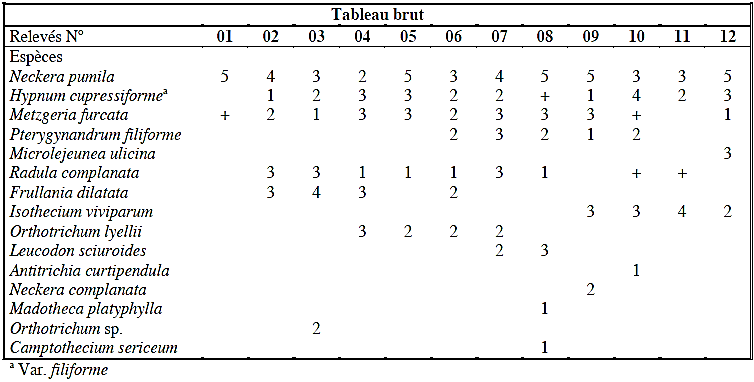 Tableau brut
Relevés N° 01 02 03 04 05 06 07 08 09 10 11 12
Espèces
Neckera pumila 5 4 3 2 5 3 4 5 5 3 3 5
Hypnum cupressiformeᵃ 1 2 3 3 2 2 + 1 4 2 3
Metzgeria furcata + 2 1 3 3 2 3 3 3 + 1
Pterygynandrum filiforme 2 3 2 1 2
Microlejeunea ulicina 3
Radula complanata 3 3 1 1 1 3 1 + +
Frullania dilatata 3 4 3 2
Isothecium viviparum 3 3 4 2
Orthotrichum lyellii 3 2 2 2
Leucodon sciuroides 2 3
Antitrichia curtipendula 1
Neckera complanata 2
Madotheca platyphylla 1
Orthotrichum sp. 2
Camptothecium sericeum 1
ᵃ Var. filiforme